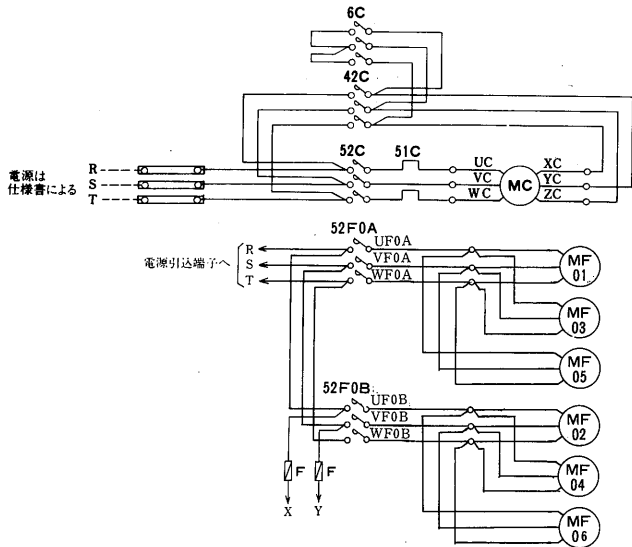 6C
42C
52C 51C UC XC
電源は R VC MC YC
仕様書による S WC ZC
T
52F0A
R UF0A
電源引込端子へ S VF0A MF 01
T WF0A
MF 03
MF 05
52F0B
UF0B
VF0B MF 02
WF0B
F F MF 04
X Y
MF 06